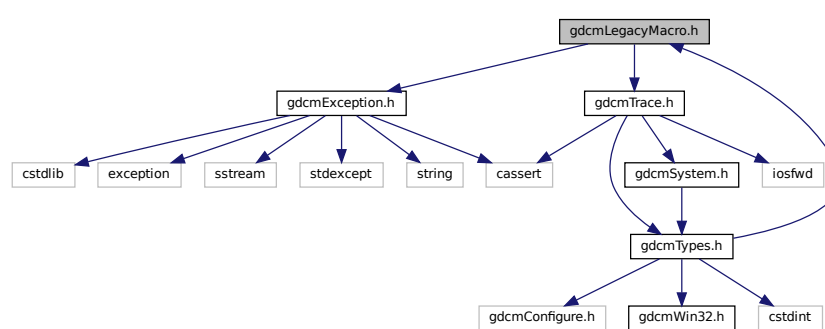 gdcmLegacyMacro.h
gdcmException.h
gdcmTrace.h
cstdlib
exception
sstream
stdexcept
string
cassert
gdcmSystem.h
iosfwd
gdcmTypes.h
gdcmConfigure.h
gdcmWin32.h
cstdint